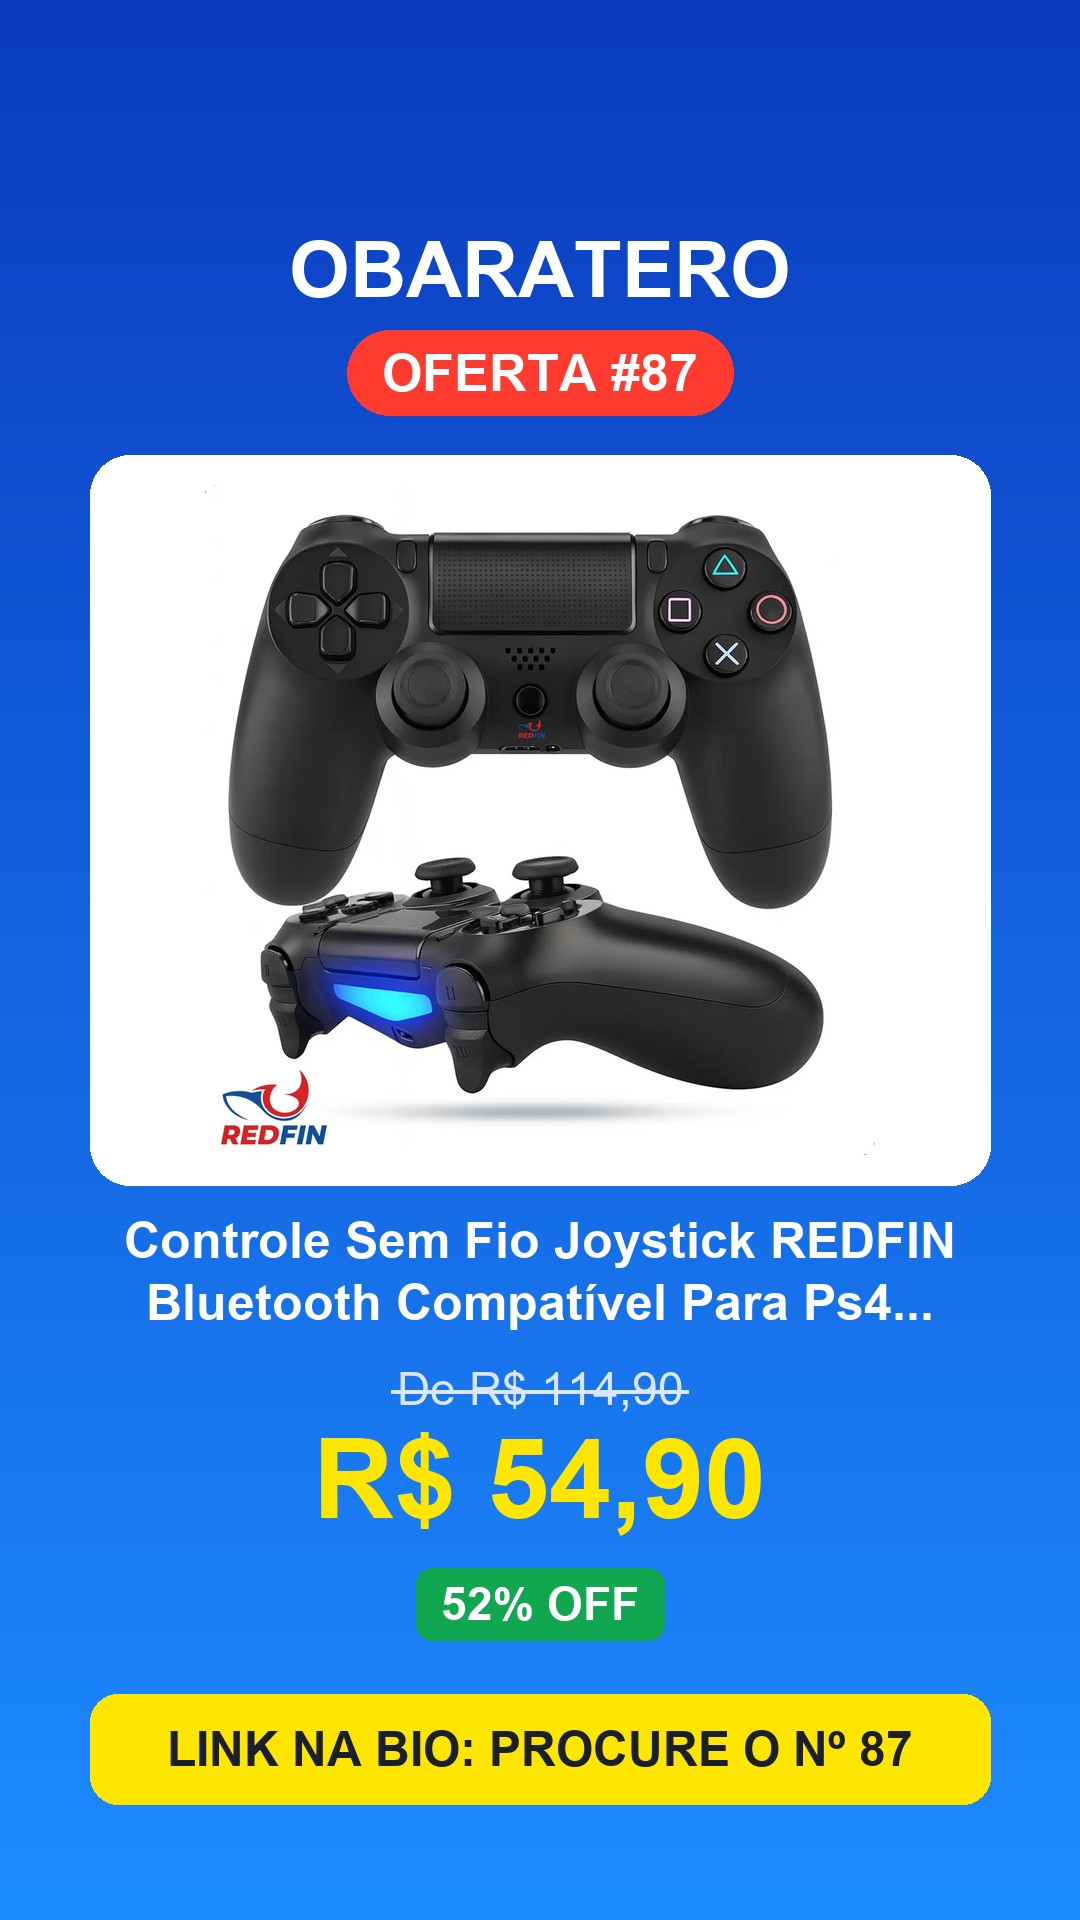 OBARATERO
OFERTA #87
REDFIN
REDFIN
Controle Sem Fio Joystick REDFIN
Bluetooth Compatível Para Ps4...
De R$ 114,90
R$ 54,90
52% OFF
LINK NA BIO: PROCURE O Nº 87